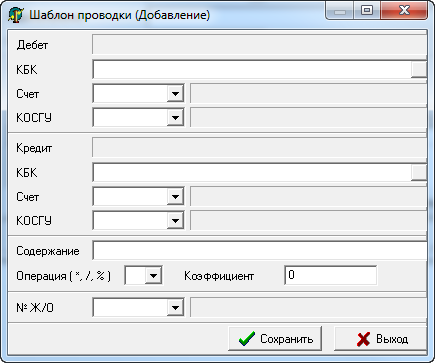 Шаблон проводки (Добавление)
Дебет
КБК
Счет
КОСГУ
Кредит
КБК
Счет
КОСГУ
Содержание
Операция ( *, /, % ) Коэффициент 0
№ Ж/О
Сохранить Выход